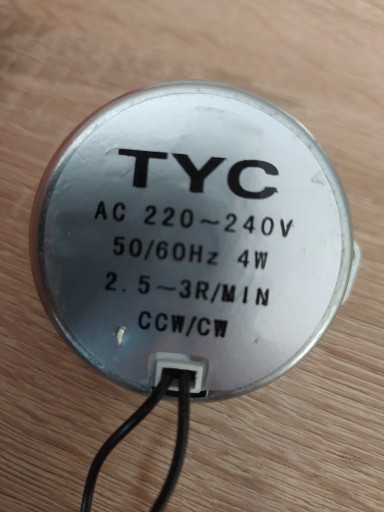 TYC
AC 220~240V
50/60Hz 4W
2.5~3R/MIN
CCW/CW